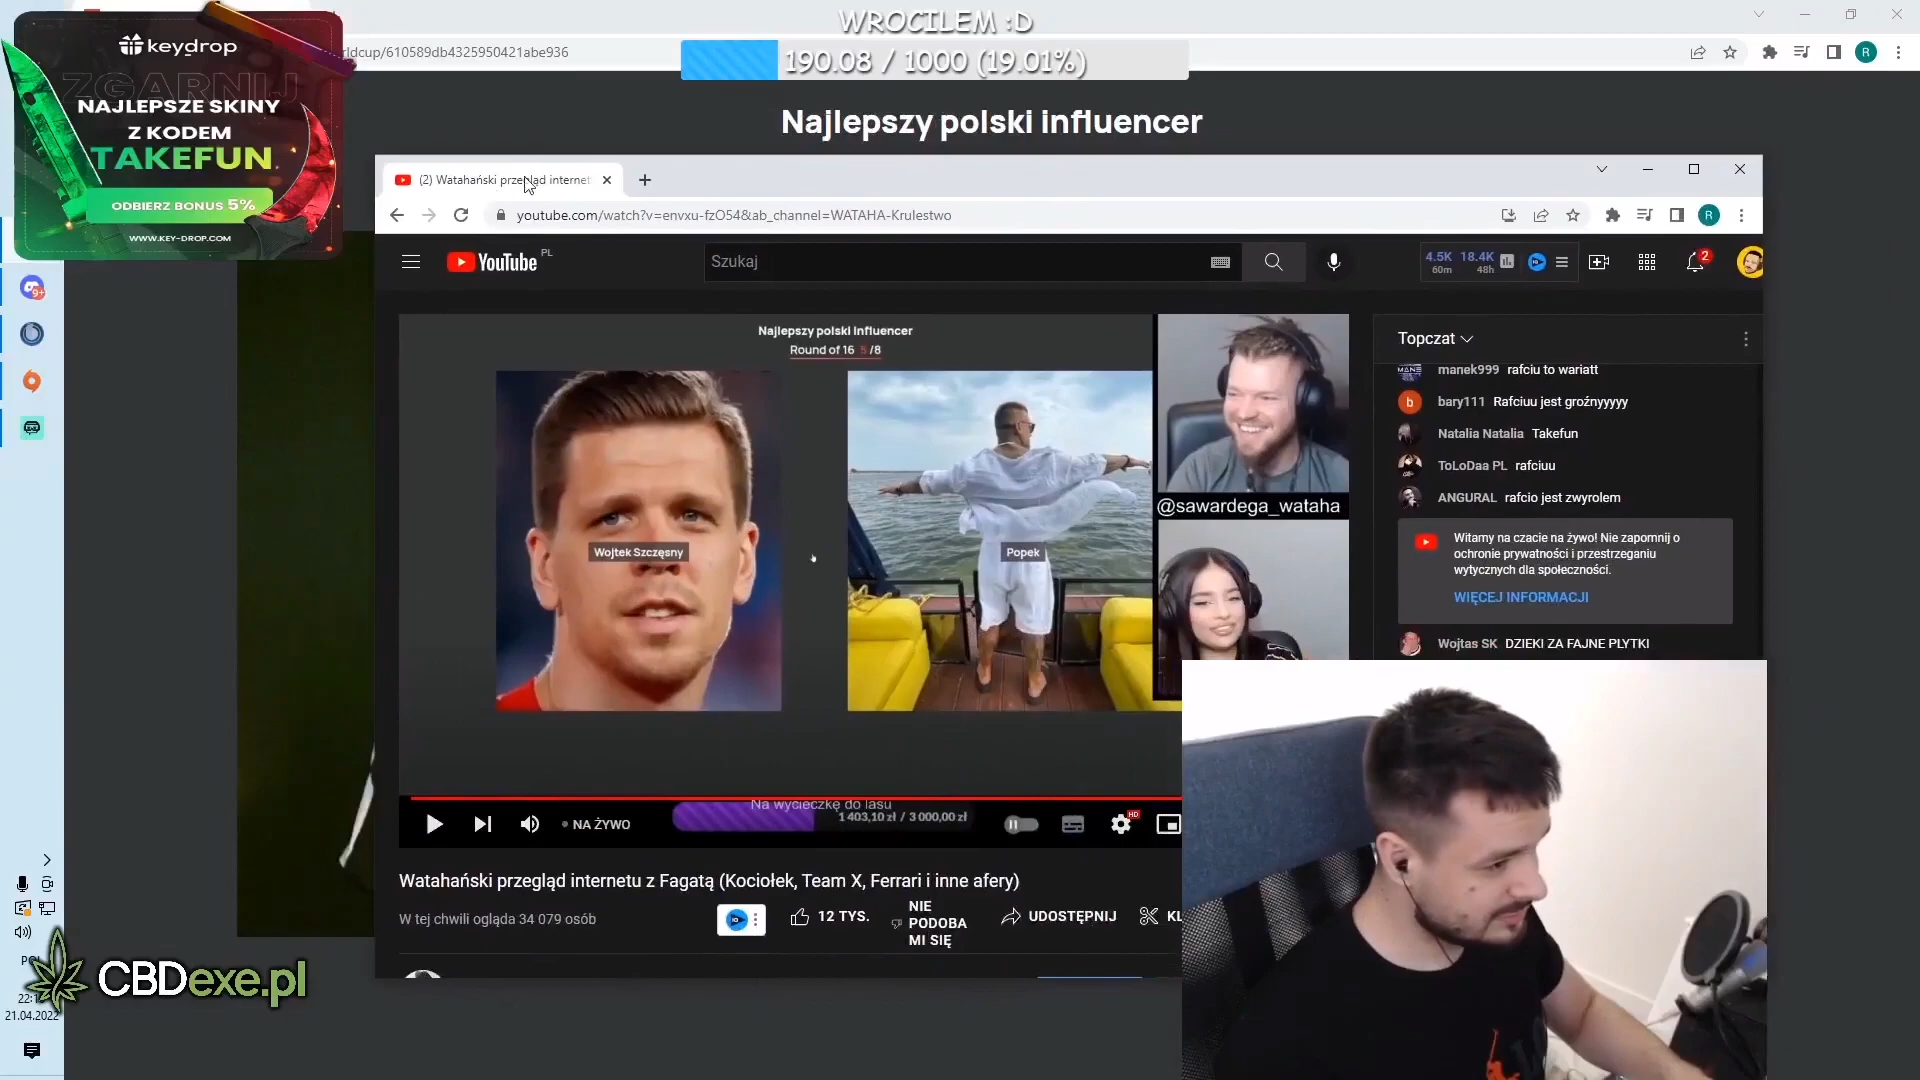 WROCILEM :D
190.08 / 1000 (19.01%)
keydrop
ZGARNIJ
NAJLEPSZE SKINY
Z KODEM
TAKEFUN
ODBIERZ BONUS 5%
WWW.KEY-DROP.COM
rldcup/610589db4325950421abe936
R
Najlepszy polski influencer
(2) Watahański przegląd internet
youtube.com/watch?v=envxu-fzO54&ab_channel=WATAHA-Krulestwo
R
YouTube PL
Szukaj
4.5K 18.4K
60m 48h
2
9+
Najlepszy polski influencer
Round of 16 5 /8
Wojtek Szczęsny
Popek
@sawardega_wataha
Topczat
manek999 rafciu to wariatt
bary111 Rafciuu jest groźnyyyyy
Natalia Natalia Takefun
ToLoDaa PL rafciuu
ANGURAL rafcio jest zwyrolem
Witamy na czacie na żywo! Nie zapomnij o
ochronie prywatności i przestrzeganiu
wytycznych dla społeczności.
WIĘCEJ INFORMACJI
Wojtas SK DZIEKI ZA FAJNE PLYTKI
Na wycieczkę do lasu
1 403,10 zł / 3 000,00 zł
NA ŻYWO
HD
Watahański przegląd internetu z Fagatą (Kociołek, Team X, Ferrari i inne afery)
W tej chwili ogląda 34 079 osób
12 TYS.
NIE
PODOBA
MI SIĘ
UDOSTĘPNIJ
KL
CBDexe.pl
21.04.2022